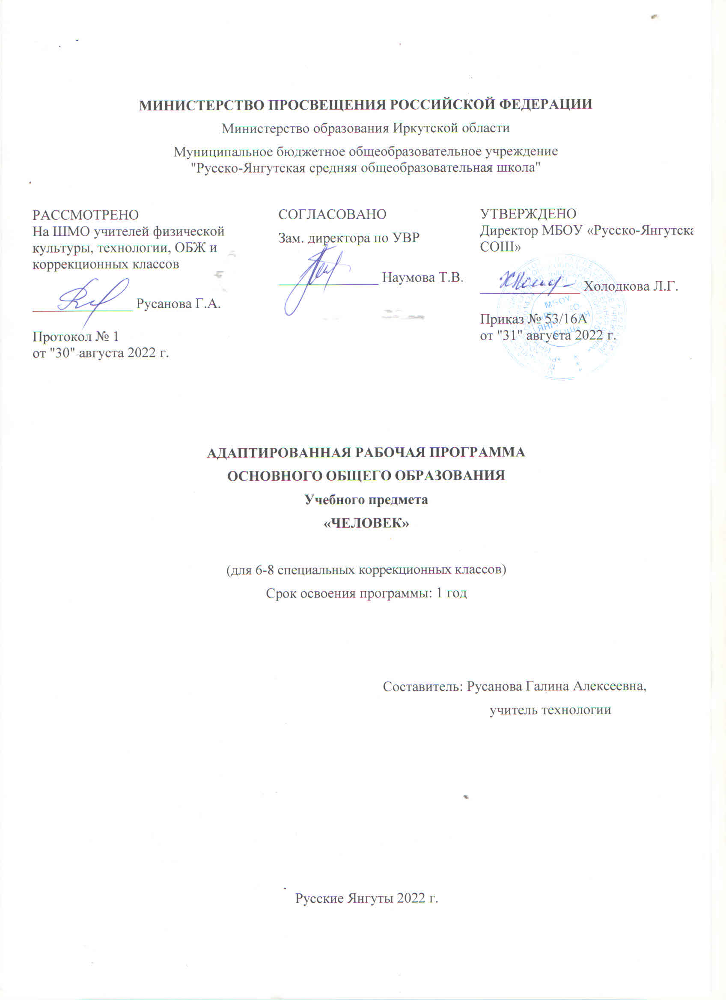 МИНИСТЕРСТВО ПРОСВЕЩЕНИЯ РОССИЙСКОЙ ФЕДЕРАЦИИ
Министерство образования Иркутской области
Муниципальное бюджетное общеобразовательное учреждение
"Русско-Янгутская средняя общеобразовательная школа"
РАССМОТРЕНО
На ШМО учителей физической
культуры, технологии, ОБЖ и
коррекционных классов
Русанова Г.А.
Протокол № 1
от "30" августа 2022 г.
СОГЛАСОВАНО
Зам. директора по УВР
Наумова Т.В.
УТВЕРЖДЕНО
Директор МБОУ «Русско-Янгутска
СОШ»
Холодкова Л.Г.
Приказ № 53/16А
от "31" августа 2022 г.
МБОУ
АДАПТИРОВАННАЯ РАБОЧАЯ ПРОГРАММА
ОСНОВНОГО ОБЩЕГО ОБРАЗОВАНИЯ
Учебного предмета
«ЧЕЛОВЕК»
(для 6-8 специальных коррекционных классов)
Срок освоения программы: 1 год
Составитель: Русанова Галина Алексеевна,
учитель технологии
Русские Янгуты 2022 г.